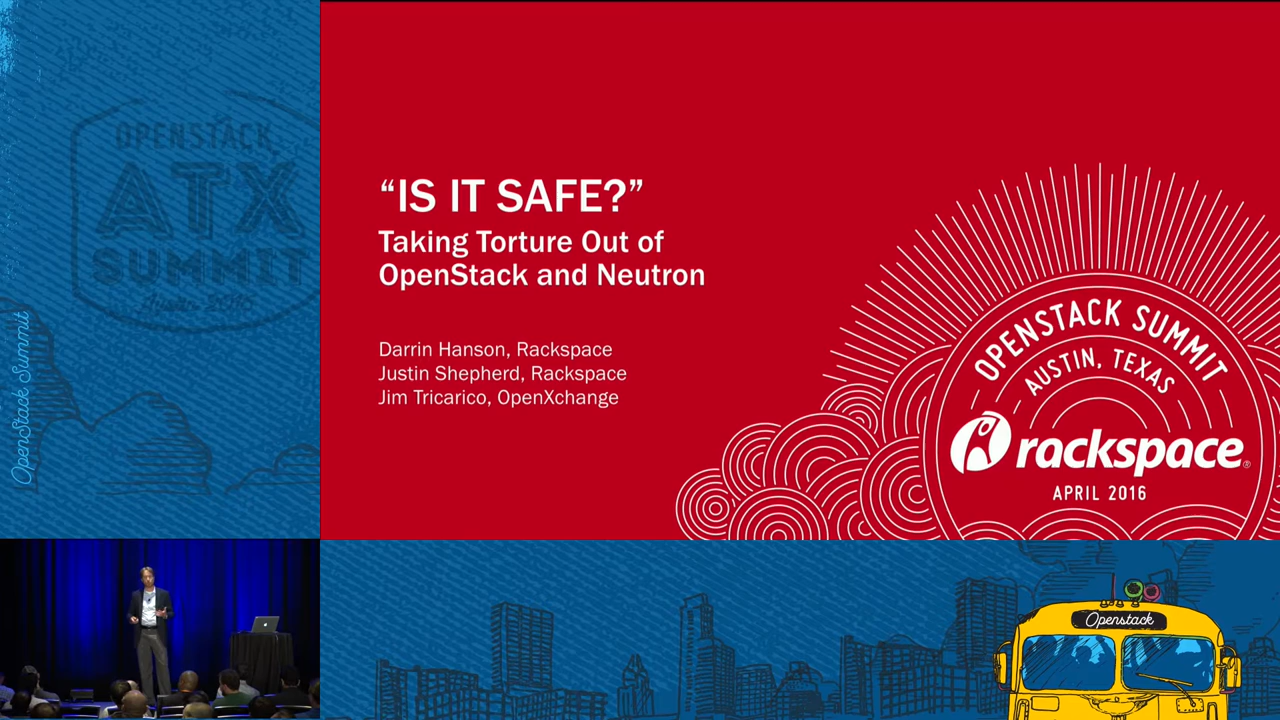 OPENSTACK
ATX
SUMMIT
Austin 2016
OpenStack Summit
“IS IT SAFE?”
Taking Torture Out of
OpenStack and Neutron
Darrin Hanson, Rackspace
Justin Shepherd, Rackspace
Jim Tricarico, OpenXchange
OPENSTACK SUMMIT
AUSTIN, TEXAS
rackspace®
APRIL 2016
Openstack